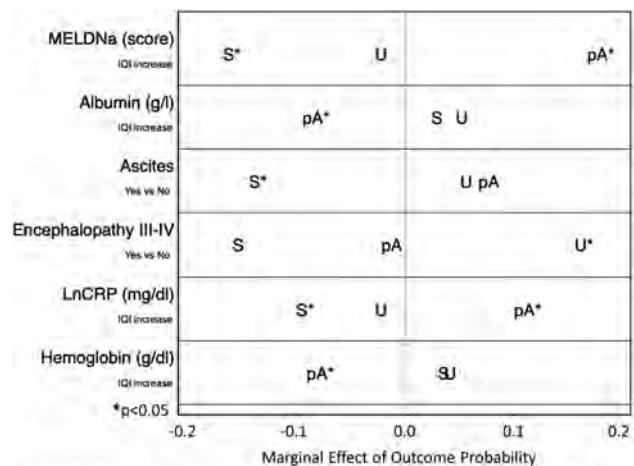 MELDNa (score)
IQI increase
S* U pA*
Albumin (g/l)
IQI increase
pA* S U
Ascites
Yes vs No
S* U pA
Encephalopathy III-IV
Yes vs No
S pA U*
LnCRP (mg/dl)
IQI increase
S* U pA*
Hemoglobin (g/dl)
IQI increase
pA* S U
*p<0.05
-0.2 -0.1 0.0 0.1 0.2
Marginal Effect of Outcome Probability